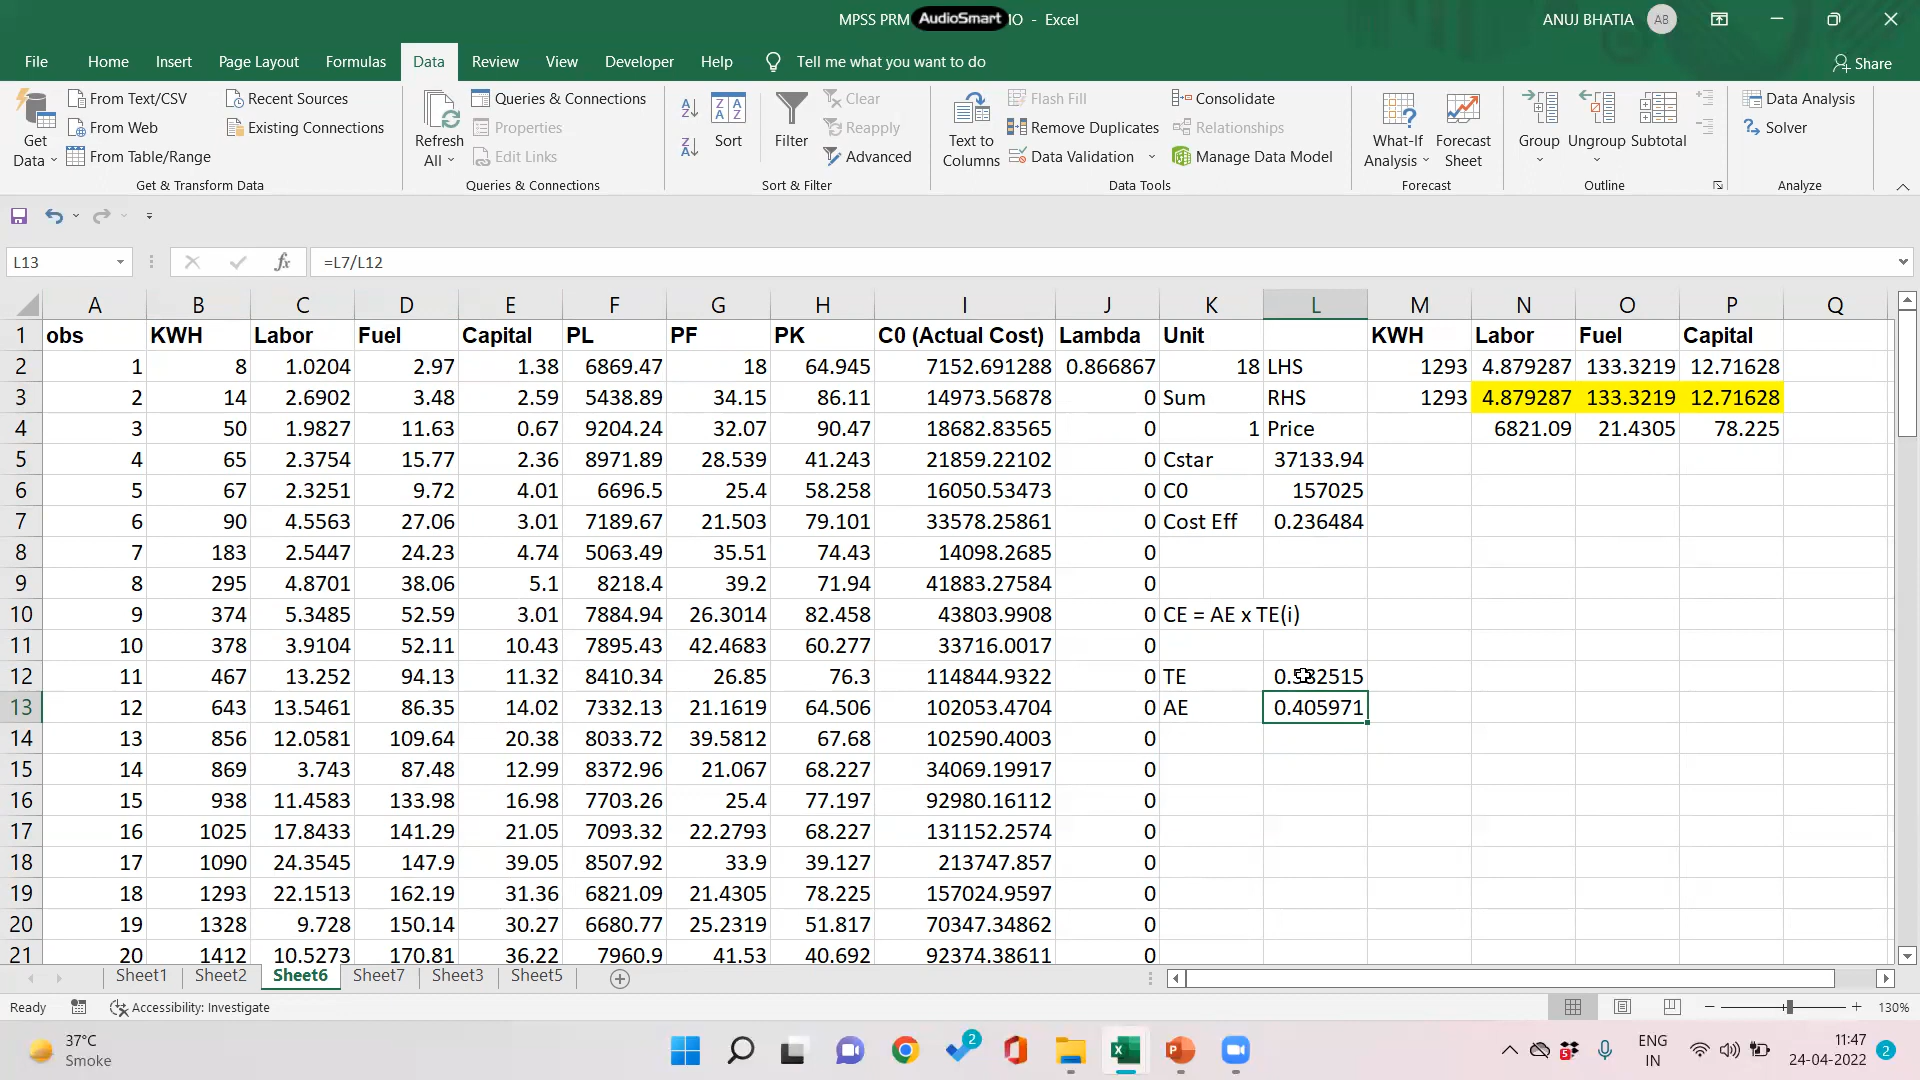 MPSS PRM AudioSmart IO - Excel
ANUJ BHATIA AB
File Home Insert Page Layout Formulas Data Review View Developer Help Tell me what you want to do Share
From Text/CSV Recent Sources Queries & Connections Clear Flash Fill Consolidate Data Analysis
From Web Existing Connections Properties Reapply Remove Duplicates Relationships Solver
From Table/Range Edit Links Advanced Data Validation Manage Data Model
Get Data Refresh All Sort Filter Text to Columns What-If Analysis Forecast Sheet Group Ungroup Subtotal
Get & Transform Data Queries & Connections Sort & Filter Data Tools Forecast Outline Analyze
L13 fx =L7/L12
A B C D E F G H I J K L M N O P Q
1 obs KWH Labor Fuel Capital PL PF PK C0 (Actual Cost) Lambda Unit KWH Labor Fuel Capital
2 1 8 1.0204 2.97 1.38 6869.47 18 64.945 7152.691288 0.866867 18 LHS 1293 4.879287 133.3219 12.71628
3 2 14 2.6902 3.48 2.59 5438.89 34.15 86.11 14973.56878 0 Sum RHS 1293 4.879287 133.3219 12.71628
4 3 50 1.9827 11.63 0.67 9204.24 32.07 90.47 18682.83565 0 1 Price 6821.09 21.4305 78.225
5 4 65 2.3754 15.77 2.36 8971.89 28.539 41.243 21859.22102 0 Cstar 37133.94
6 5 67 2.3251 9.72 4.01 6696.5 25.4 58.258 16050.53473 0 C0 157025
7 6 90 4.5563 27.06 3.01 7189.67 21.503 79.101 33578.25861 0 Cost Eff 0.236484
8 7 183 2.5447 24.23 4.74 5063.49 35.51 74.43 14098.2685 0
9 8 295 4.8701 38.06 5.1 8218.4 39.2 71.94 41883.27584 0
10 9 374 5.3485 52.59 3.01 7884.94 26.3014 82.458 43803.9908 0 CE = AE x TE(i)
11 10 378 3.9104 52.11 10.43 7895.43 42.4683 60.277 33716.0017 0
12 11 467 13.252 94.13 11.32 8410.34 26.85 76.3 114844.9322 0 TE 0.582515
13 12 643 13.5461 86.35 14.02 7332.13 21.1619 64.506 102053.4704 0 AE 0.405971
14 13 856 12.0581 109.64 20.38 8033.72 39.5812 67.68 102590.4003 0
15 14 869 3.743 87.48 12.99 8372.96 21.067 68.227 34069.19917 0
16 15 938 11.4583 133.98 16.98 7703.26 25.4 77.197 92980.16112 0
17 16 1025 17.8433 141.29 21.05 7093.32 22.2793 68.227 131152.2574 0
18 17 1090 24.3545 147.9 39.05 8507.92 33.9 39.127 213747.857 0
19 18 1293 22.1513 162.19 31.36 6821.09 21.4305 78.225 157024.9597 0
20 19 1328 9.728 150.14 30.27 6680.77 25.2319 51.817 70347.34862 0
21 20 1412 10.5273 170.81 36.22 7960.9 41.53 40.692 92374.38611 0
Sheet1 Sheet2 Sheet6 Sheet7 Sheet3 Sheet5
Ready Accessibility: Investigate 130%
37°C
Smoke
2
ENG
IN
11:47
24-04-2022
2